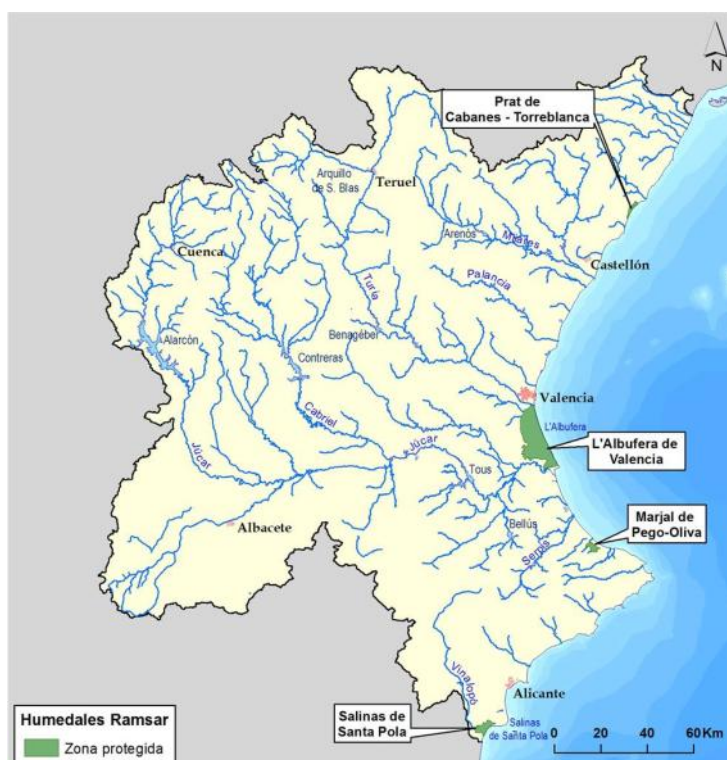 N
Prat de
Cabanes - Torreblanca
Arquillo
de S. Blas
Teruel
Arenós
Mijares
Cuenca
Castellón
Palancia
Turia
Alarcón
Benagéber
Contreras
Valencia
Cabriel
L'Albufera
L'Albufera de
Valencia
Júcar
Júcar
Tous
Albacete
Bellús
Marjal de
Pego-Oliva
Serpis
Vinalopó
Alicante
Salinas de
Santa Pola
Salinas
de Santa Pola
Humedales Ramsar
Zona protegida
0 20 40 60 Km